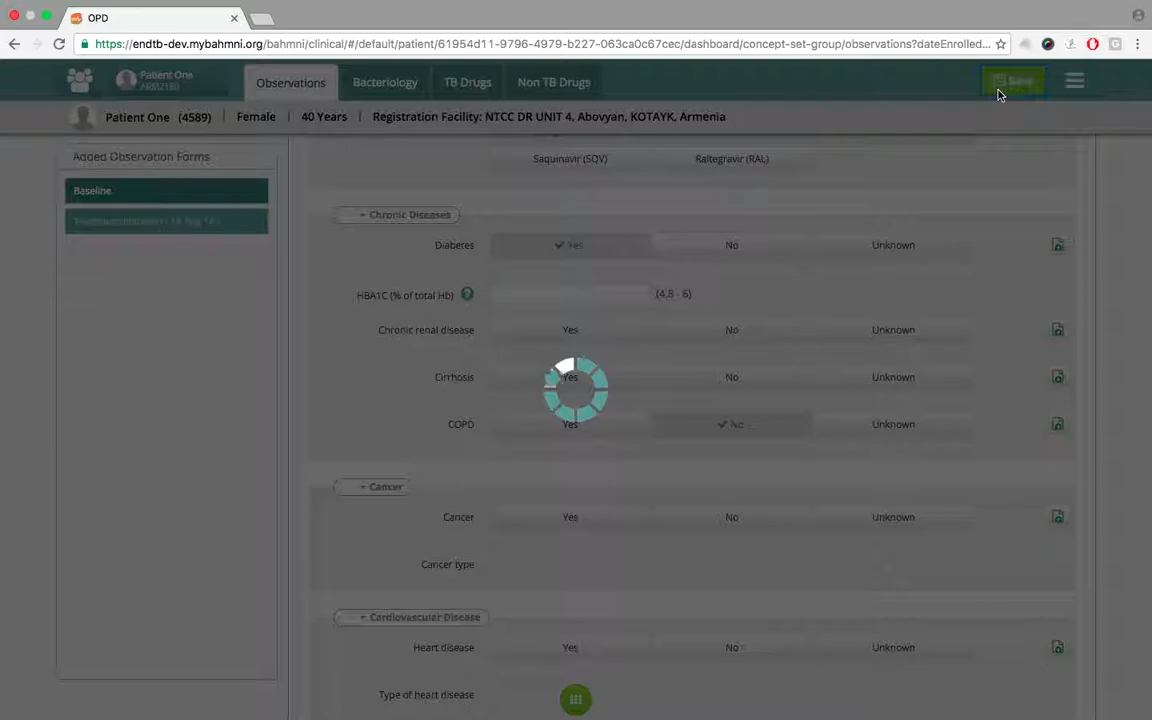 OPD
https://endtb-dev.mybahmni.org/bahmni/clinical/#/default/patient/61954d11-9796-4979-b227-063ca0c67cec/dashboard/concept-set-group/observations?dateEnrolled...
Patient One
ARM2180
Observations
Bacteriology
TB Drugs
Non TB Drugs
Save
Patient One (4589) | Female | 40 Years | Registration Facility: NTCC DR UNIT 4, Abovyan, KOTAYK, Armenia
Added Observation Forms
Baseline
Saquinavir (SQV) Raltegravir (RAL)
Chronic Diseases
Diabetes Yes No Unknown
HBA1C (% of total Hb) (4.8 - 6)
Chronic renal disease Yes No Unknown
Cirrhosis Yes No Unknown
COPD Yes No Unknown
Cancer
Cancer Yes No Unknown
Cancer type
Cardiovascular Disease
Heart disease Yes No Unknown
Type of heart disease